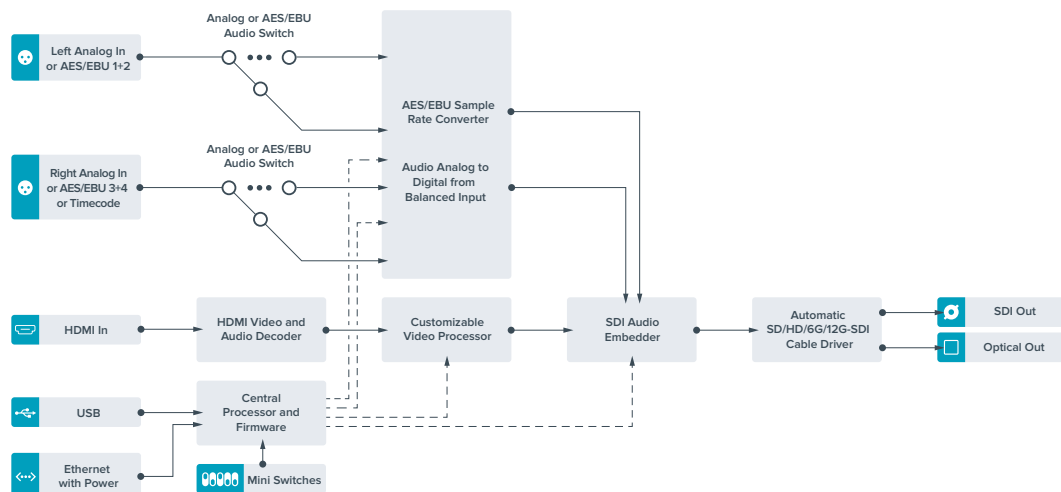 Analog or AES/EBU
Audio Switch
Left Analog In
or AES/EBU 1+2
AES/EBU Sample
Rate Converter
Analog or AES/EBU
Audio Switch
Right Analog In
or AES/EBU 3+4
or Timecode
Audio Analog to
Digital from
Balanced Input
HDMI In
HDMI Video and
Audio Decoder
Customizable
Video Processor
SDI Audio
Embedder
Automatic
SD/HD/6G/12G-SDI
Cable Driver
SDI Out
Optical Out
USB
Central
Processor and
Firmware
Ethernet
with Power
Mini Switches